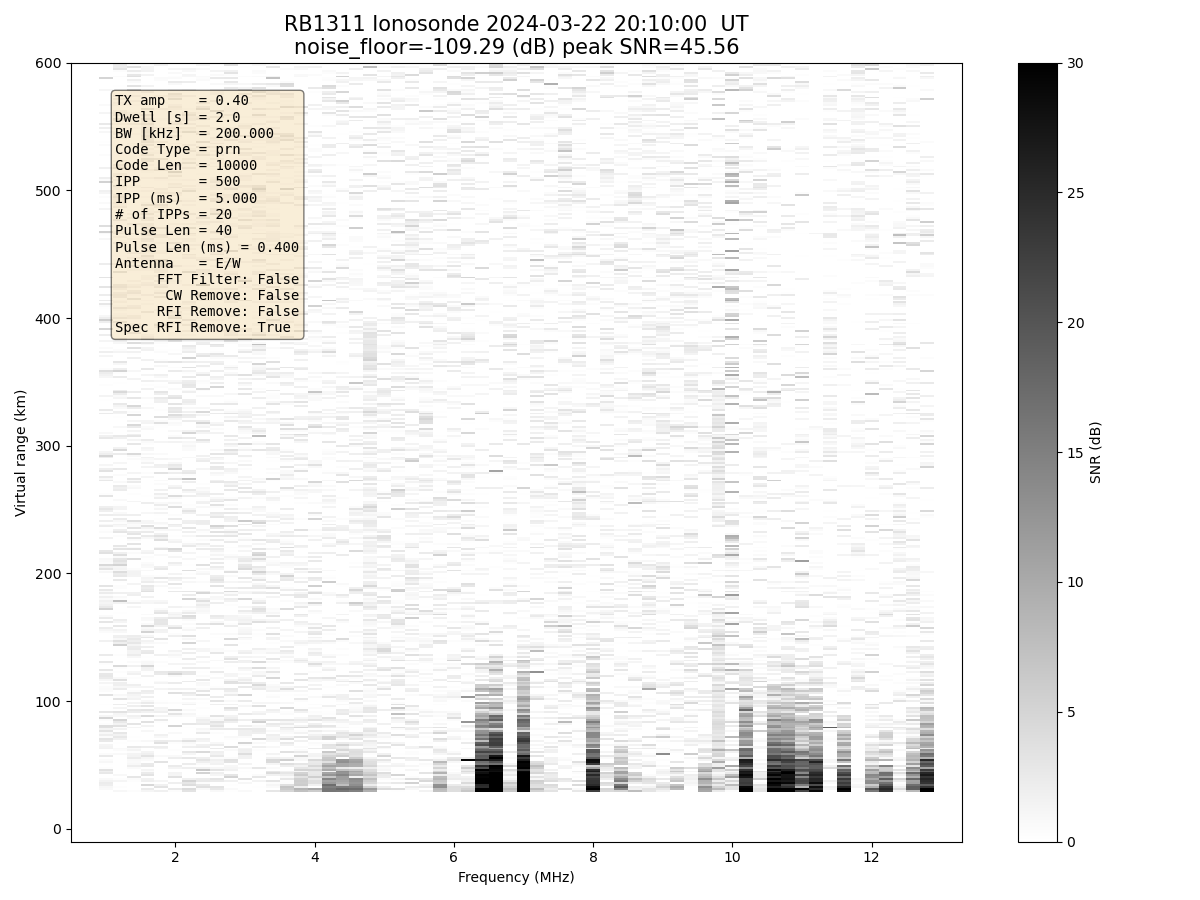 RB1311 Ionosonde 2024-03-22 20:10:00  UT
noise_floor=-109.29 (dB) peak SNR=45.56
600
500
400
300
200
100
0
Virtual range (km)
TX amp    = 0.40
Dwell [s] = 2.0
BW [kHz]  = 200.000
Code Type = prn
Code Len  = 10000
IPP       = 500
IPP (ms)  = 5.000
# of IPPs = 20
Pulse Len = 40
Pulse Len (ms) = 0.400
Antenna   = E/W
FFT Filter: False
CW Remove: False
RFI Remove: False
Spec RFI Remove: True
2 4 6 8 10 12
Frequency (MHz)
30
25
20
15
10
5
0
SNR (dB)